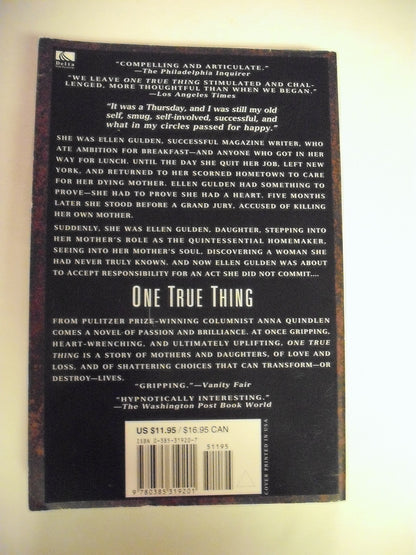 Delta
"COMPELLING AND ARTICULATE."
—The Philadelphia Inquirer
"WE LEAVE ONE TRUE THING STIMULATED AND CHAL-
LENGED, MORE THOUGHTFUL THAN WHEN WE BEGAN."
—Los Angeles Times
"It was a Thursday, and I was still my old
self, smug, self-involved, successful, and
what in my circles passed for happy."
SHE WAS ELLEN GULDEN, SUCCESSFUL MAGAZINE WRITER, WHO
ATE AMBITION FOR BREAKFAST—AND ANYONE WHO GOT IN HER
WAY FOR LUNCH. UNTIL THE DAY SHE QUIT HER JOB, LEFT NEW
YORK, AND RETURNED TO HER SCORNED HOMETOWN TO CARE
FOR HER DYING MOTHER. ELLEN GULDEN HAD SOMETHING TO
PROVE—SHE HAD TO PROVE SHE HAD A HEART. FIVE MONTHS
LATER SHE STOOD BEFORE A GRAND JURY, ACCUSED OF KILLING
HER OWN MOTHER.
SUDDENLY, SHE WAS ELLEN GULDEN, DAUGHTER, STEPPING INTO
HER MOTHER'S ROLE AS THE QUINTESSENTIAL HOMEMAKER,
SEEING INTO HER MOTHER'S SOUL, DISCOVERING A WOMAN SHE
HAD NEVER TRULY KNOWN. AND NOW ELLEN GULDEN WAS ABOUT
TO ACCEPT RESPONSIBILITY FOR AN ACT SHE DID NOT COMMIT....
ONE TRUE THING
FROM PULITZER PRIZE-WINNING COLUMNIST ANNA QUINDLEN
COMES A NOVEL OF PASSION AND BRILLIANCE. AT ONCE GRIPPING,
HEART-WRENCHING, AND ULTIMATELY UPLIFTING, ONE TRUE
THING IS A STORY OF MOTHERS AND DAUGHTERS, OF LOVE AND
LOSS, AND OF SHATTERING CHOICES THAT CAN TRANSFORM—OR
DESTROY—LIVES.
"GRIPPING."—Vanity Fair
"HYPNOTICALLY INTERESTING."
—The Washington Post Book World
US $11.95 / $16.95 CAN
ISBN 0-385-31920-7
51195
9 780385 319201
COVER PRINTED IN USA